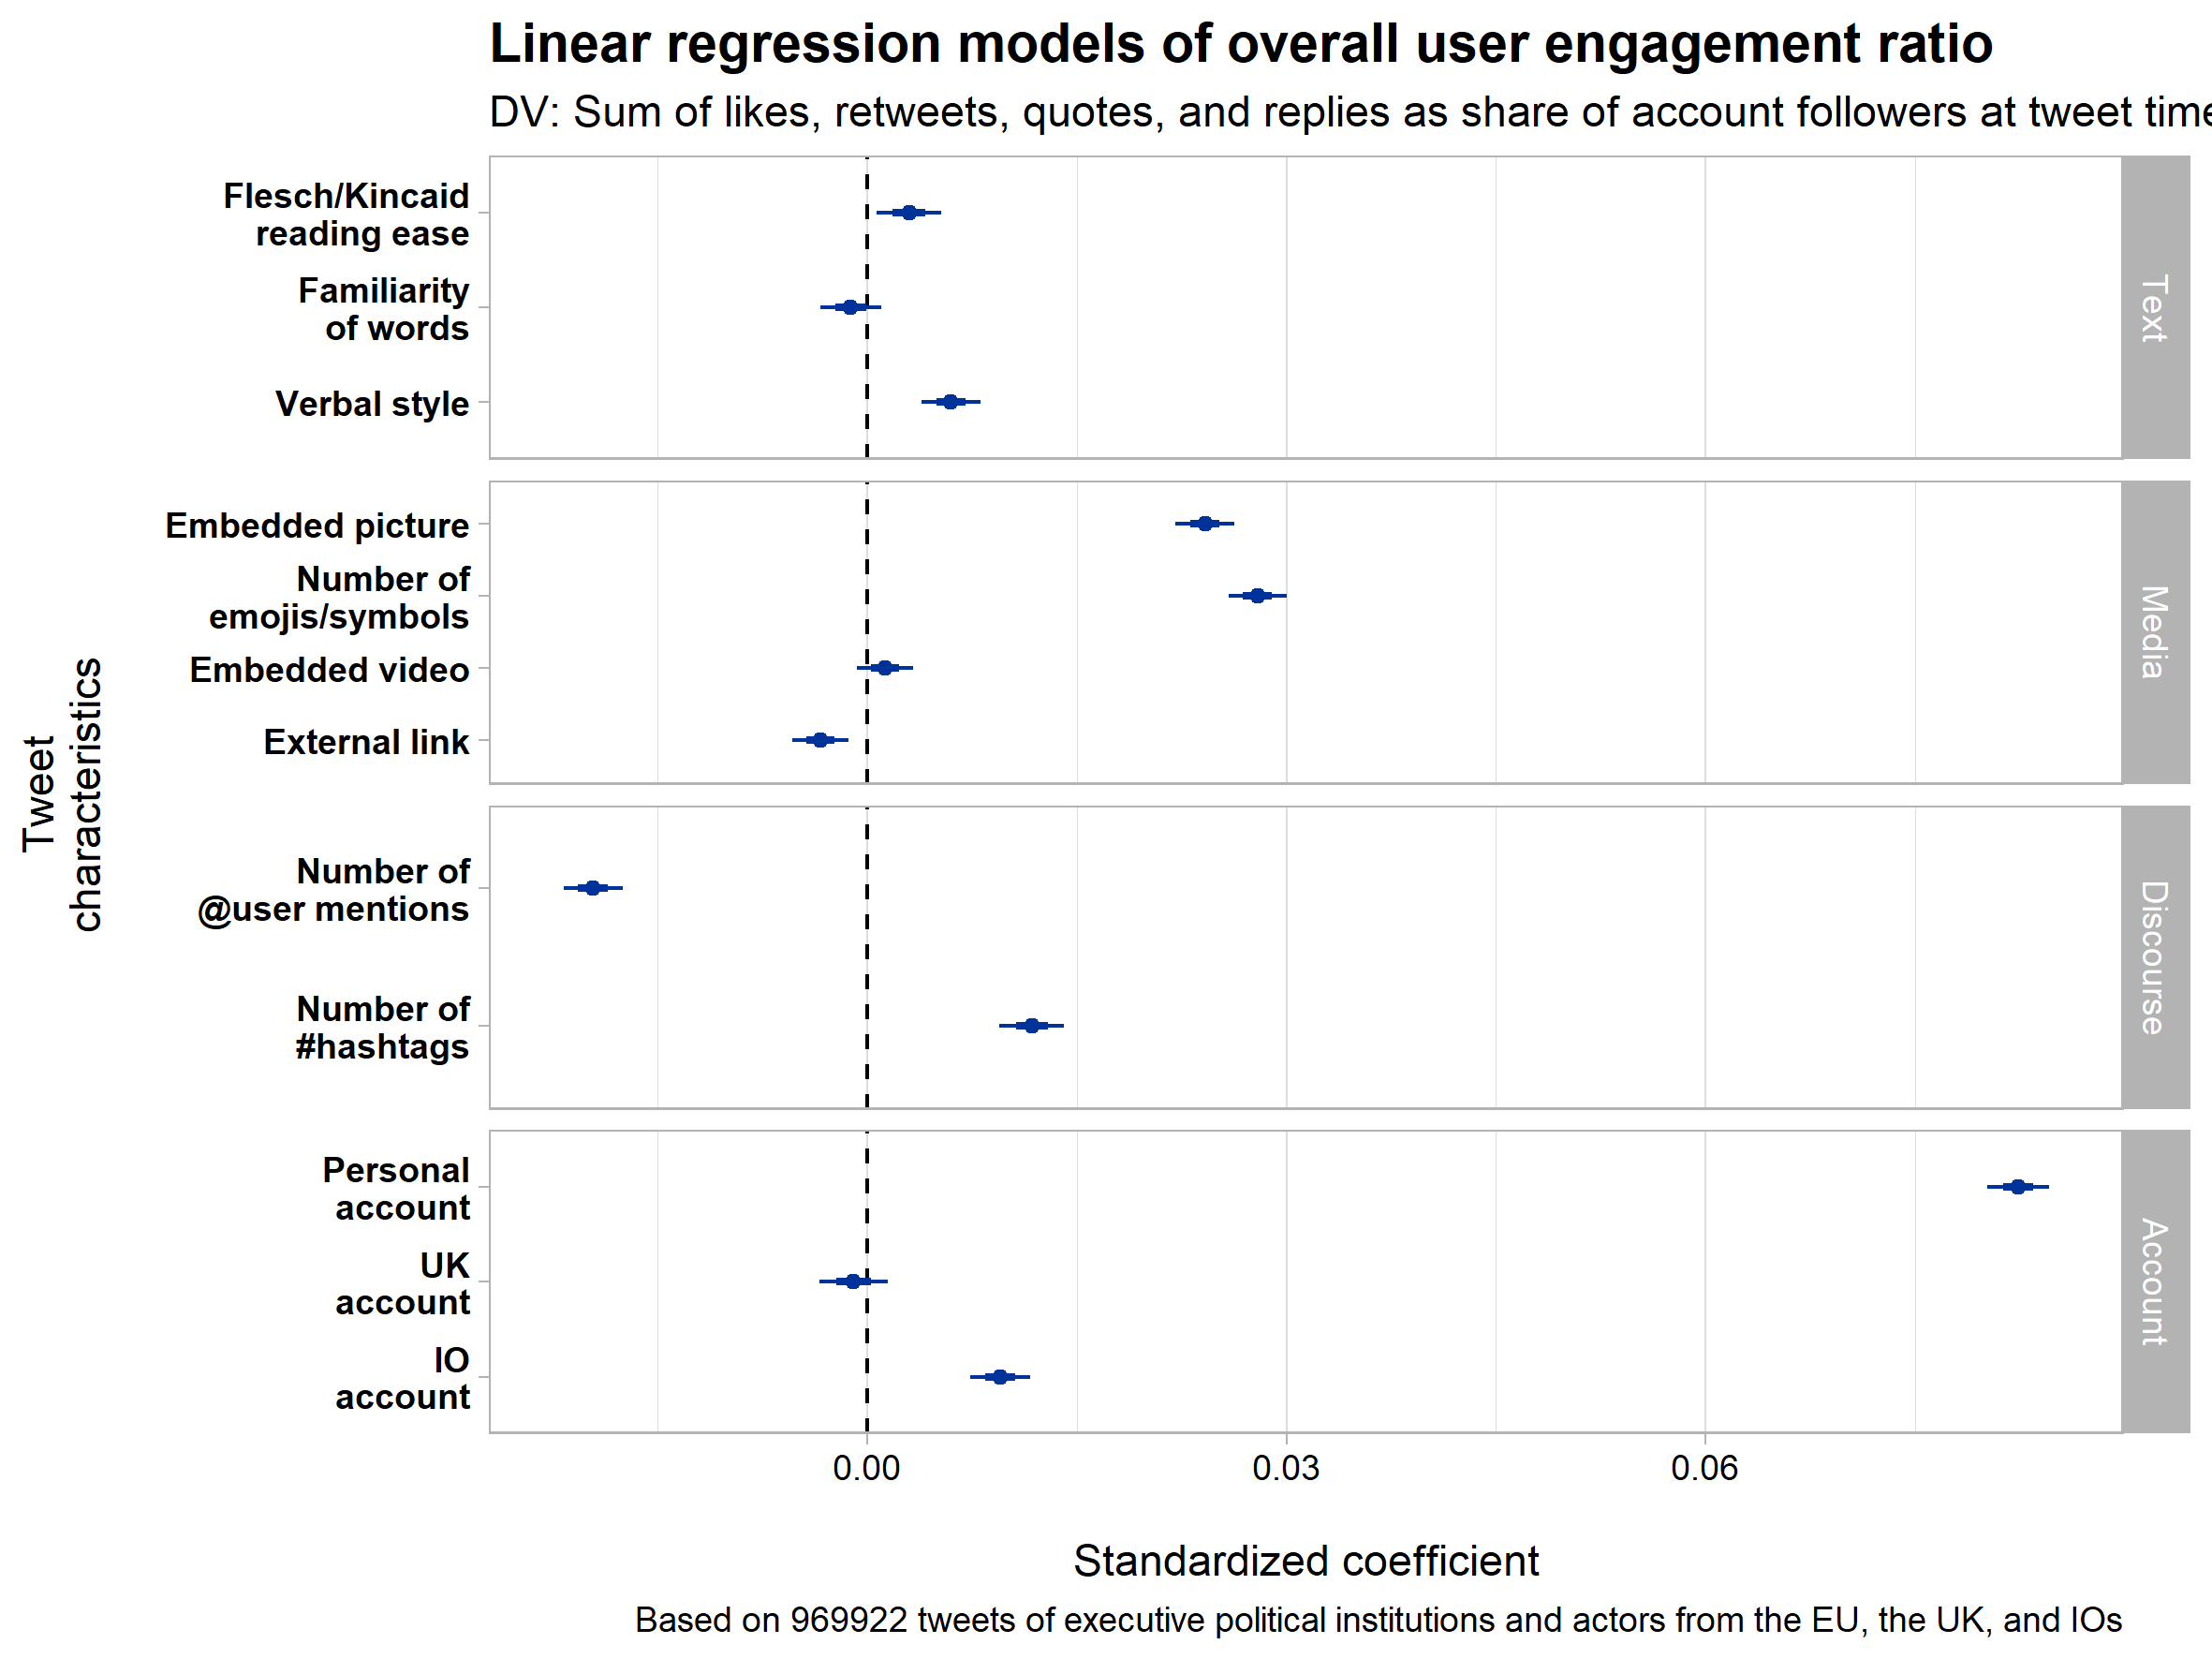 Linear regression models of overall user engagement ratio
DV: Sum of likes, retweets, quotes, and replies as share of account followers at tweet time
Flesch/Kincaid
reading ease
Familiarity
of words
Verbal style
Text
Embedded picture
Number of
emojis/symbols
Embedded video
External link
Media
Tweet
characteristics
Number of
@user mentions
Number of
#hashtags
Discourse
Personal
account
UK
account
IO
account
Account
0.00
0.03
0.06
Standardized coefficient
Based on 969922 tweets of executive political institutions and actors from the EU, the UK, and IOs